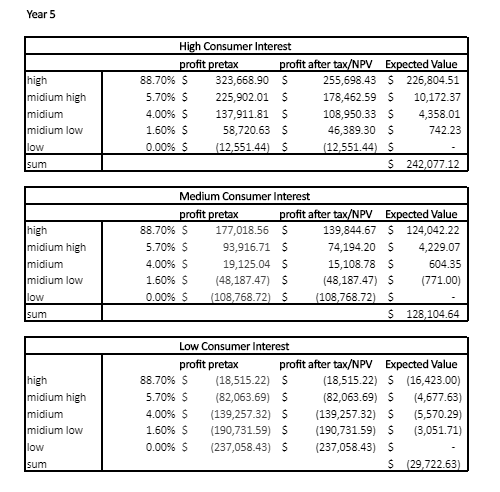 Year 5
High Consumer Interest
profit pretax profit after tax/NPV Expected Value
high 88.70% $ 323,668.90 $ 255,698.43 $ 226,804.51
midium high 5.70% $ 225,902.01 $ 178,462.59 $ 10,172.37
midium 4.00% $ 137,911.81 $ 108,950.33 $ 4,358.01
midium low 1.60% $ 58,720.63 $ 46,389.30 $ 742.23
low 0.00% $ (12,551.44) $ (12,551.44) $ -
sum $ 242,077.12
Medium Consumer Interest
profit pretax profit after tax/NPV Expected Value
high 88.70% $ 177,018.56 $ 139,844.67 $ 124,042.22
midium high 5.70% $ 93,916.71 $ 74,194.20 $ 4,229.07
midium 4.00% $ 19,125.04 $ 15,108.78 $ 604.35
midium low 1.60% $ (48,187.47) $ (48,187.47) $ (771.00)
low 0.00% $ (108,768.72) $ (108,768.72) $ -
sum $ 128,104.64
Low Consumer Interest
profit pretax profit after tax/NPV Expected Value
high 88.70% $ (18,515.22) $ (18,515.22) $ (16,423.00)
midium high 5.70% $ (82,063.69) $ (82,063.69) $ (4,677.63)
midium 4.00% $ (139,257.32) $ (139,257.32) $ (5,570.29)
midium low 1.60% $ (190,731.59) $ (190,731.59) $ (3,051.71)
low 0.00% $ (237,058.43) $ (237,058.43) $ -
sum $ (29,722.63)